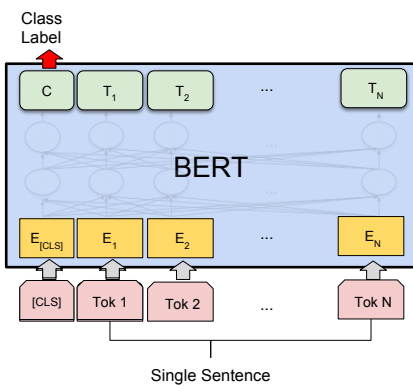 Class
Label
C T1 T2 ... TN
...
BERT
...
E[CLS] E1 E2 ... EN
[CLS] Tok 1 Tok 2 ... Tok N
Single Sentence